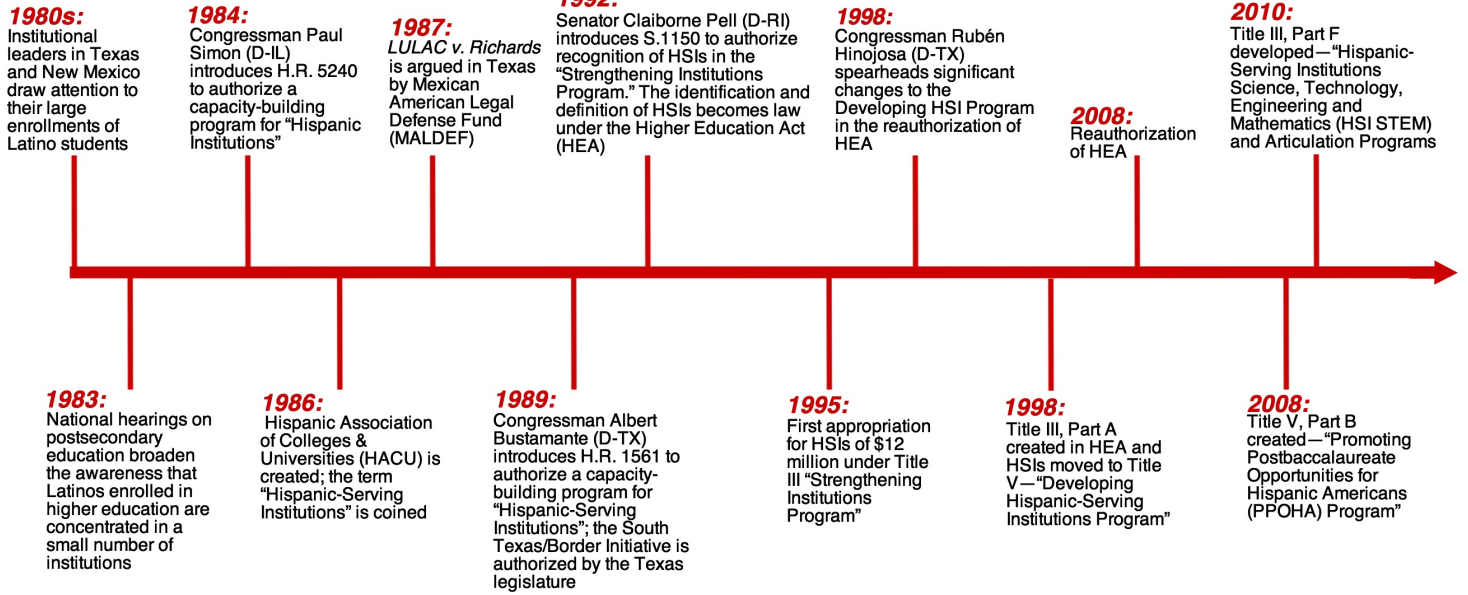 1980s:
Institutional
leaders in Texas
and New Mexico
draw attention to
their large
enrollments of
Latino students
1984:
Congressman Paul
Simon (D-IL)
introduces H.R. 5240
to authorize a
capacity-building
program for “Hispanic
Institutions”
1987:
LULAC v. Richards
is argued in Texas
by Mexican
American Legal
Defense Fund
(MALDEF)
1992:
Senator Claiborne Pell (D-RI)
introduces S.1150 to authorize
recognition of HSIs in the
“Strengthening Institutions
Program.” The identification and
definition of HSIs becomes law
under the Higher Education Act
(HEA)
1998:
Congressman Rubén
Hinojosa (D-TX)
spearheads significant
changes to the
Developing HSI Program
in the reauthorization of
HEA
2008:
Reauthorization
of HEA
2010:
Title III, Part F
developed—“Hispanic-
Serving Institutions
Science, Technology,
Engineering and
Mathematics (HSI STEM)
and Articulation Programs
1983:
National hearings on
postsecondary
education broaden
the awareness that
Latinos enrolled in
higher education are
concentrated in a
small number of
institutions
1986:
Hispanic Association
of Colleges &
Universities (HACU) is
created; the term
“Hispanic-Serving
Institutions” is coined
1989:
Congressman Albert
Bustamante (D-TX)
introduces H.R. 1561 to
authorize a capacity-
building program for
“Hispanic-Serving
Institutions”; the South
Texas/Border Initiative is
authorized by the Texas
legislature
1995:
First appropriation
for HSIs of $12
million under Title
III “Strengthening
Institutions
Program”
1998:
Title III, Part A
created in HEA and
HSIs moved to Title
V—“Developing
Hispanic-Serving
Institutions Program”
2008:
Title V, Part B
created—“Promoting
Postbaccalaureate
Opportunities for
Hispanic Americans
(PPOHA) Program”